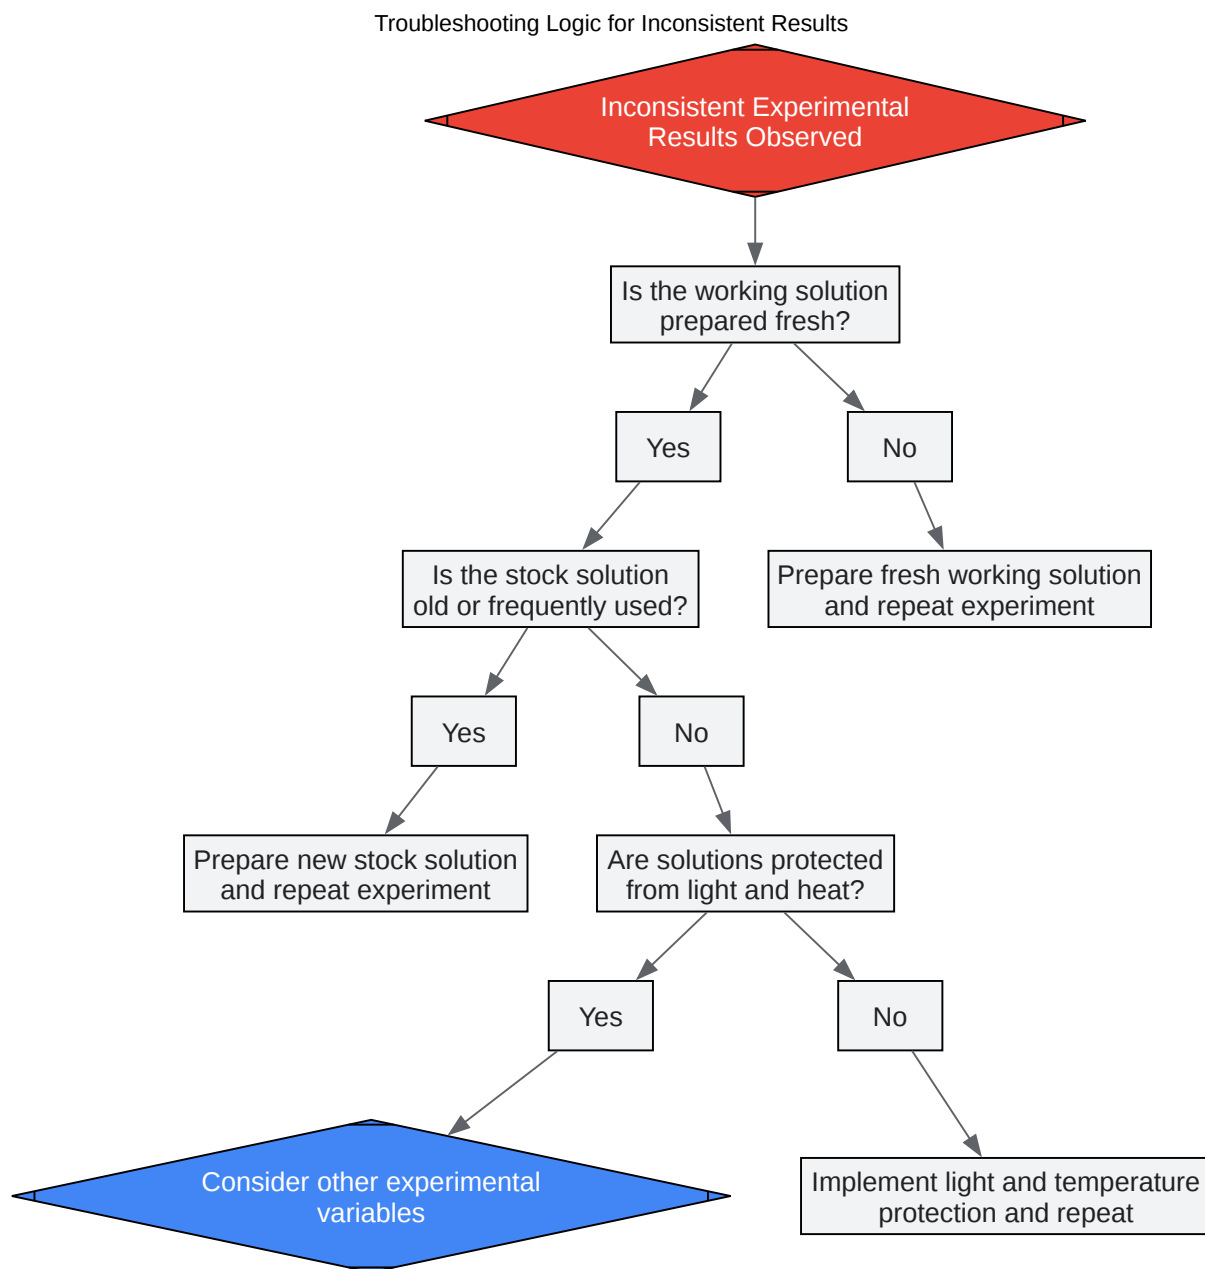 Troubleshooting Logic for Inconsistent Results
Inconsistent Experimental
Results Observed
Is the working solution
prepared fresh?
Yes
No
Is the stock solution
old or frequently used?
Prepare fresh working solution
and repeat experiment
Yes
No
Prepare new stock solution
and repeat experiment
Are solutions protected
from light and heat?
Yes
No
Consider other experimental
variables
Implement light and temperature
protection and repeat